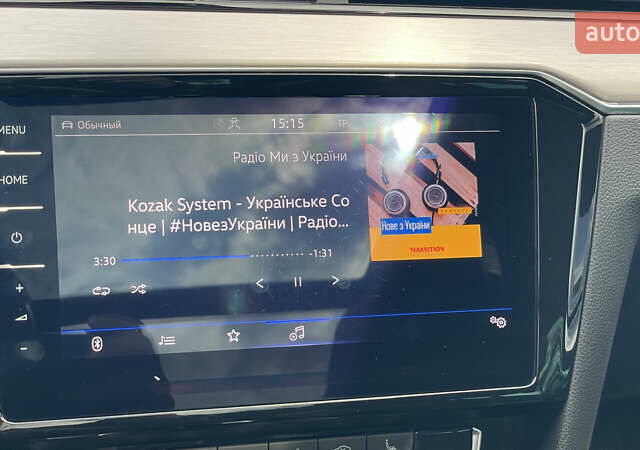 auto
MENU
Обычный
15:15
TP
HOME
Радіо Ми з України
Kozak System - Українське Со
нце | #НовезУкраїни | Радіо...
Нове з України
3:30
-1:31